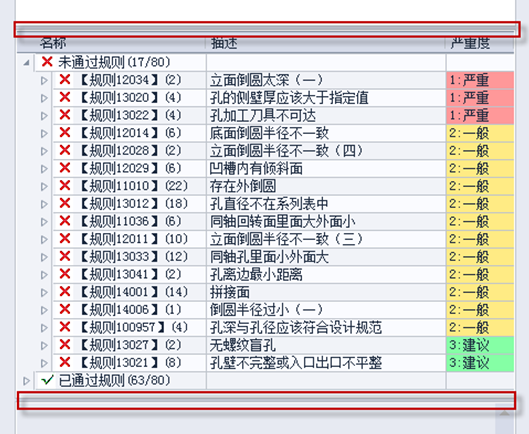 名称 描述 严重度
未通过规则(17/80)
【规则12034】(2) 立面倒圆太深（一） 1:严重
【规则13020】(4) 孔的侧壁厚应该大于指定值 1:严重
【规则13022】(4) 孔加工刀具不可达 1:严重
【规则12014】(6) 底面倒圆半径不一致 2:一般
【规则12028】(2) 立面倒圆半径不一致（四） 2:一般
【规则12029】(6) 凹槽内有倾斜面 2:一般
【规则11010】(22) 存在外倒圆 2:一般
【规则13012】(18) 孔直径不在系列表中 2:一般
【规则11036】(6) 同轴回转面里面大外面小 2:一般
【规则12011】(10) 立面倒圆半径不一致（三） 2:一般
【规则13033】(12) 同轴孔里面小外面大 2:一般
【规则13041】(2) 孔离边最小距离 2:一般
【规则14001】(14) 拼接面 2:一般
【规则14006】(1) 倒圆半径过小（一） 2:一般
【规则100957】(4) 孔深与孔径应该符合设计规范 2:一般
【规则13027】(2) 无螺纹盲孔 3:建议
【规则13021】(8) 孔壁不完整或入口出口不平整 3:建议
已通过规则(63/80)